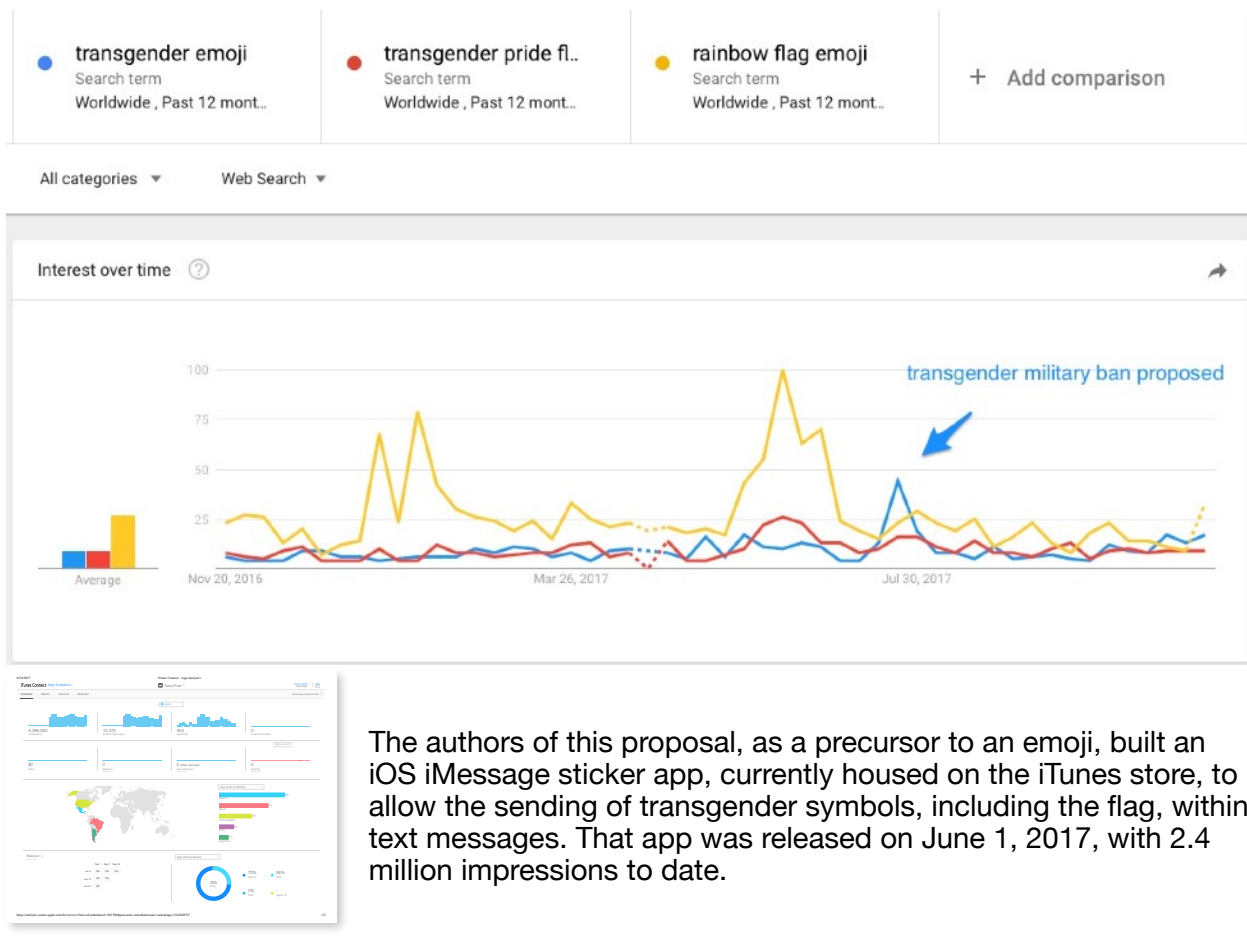 transgender emoji
Search term
Worldwide , Past 12 mont...
transgender pride fl..
Search term
Worldwide , Past 12 mont...
rainbow flag emoji
Search term
Worldwide , Past 12 mont...
+ Add comparison
All categories
Web Search
Interest over time ?
100
75
50
25
transgender military ban proposed
Average
Nov 20, 2016
Mar 26, 2017
Jul 30, 2017
iTunes Connect App Analytics
The authors of this proposal, as a precursor to an emoji, built an
iOS iMessage sticker app, currently housed on the iTunes store, to
allow the sending of transgender symbols, including the flag, within
text messages. That app was released on June 1, 2017, with 2.4
million impressions to date.